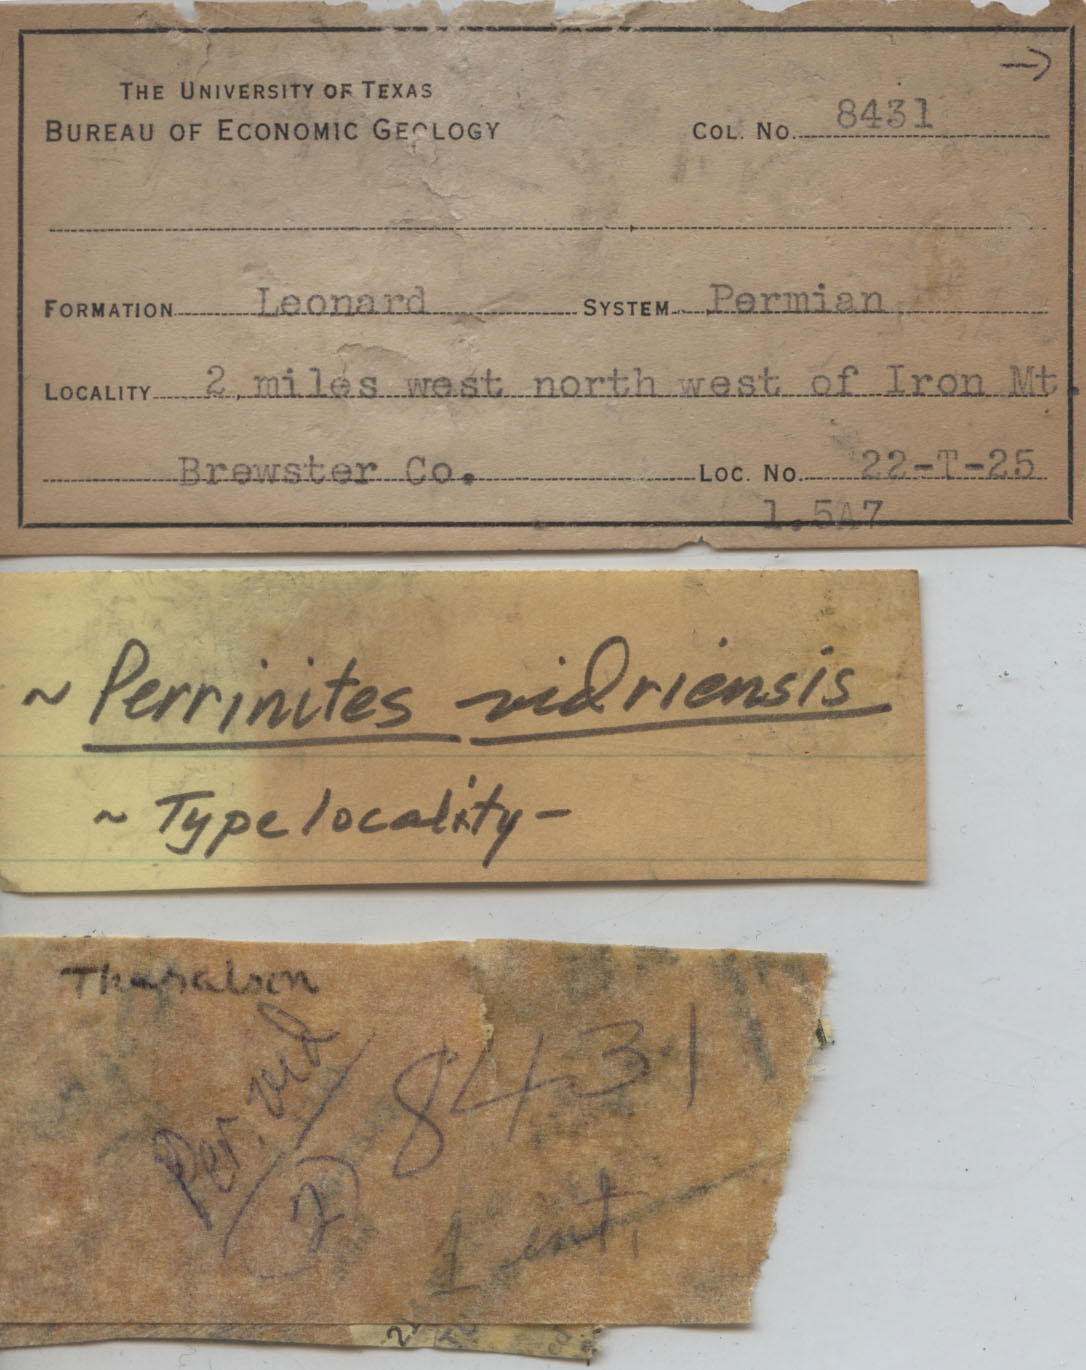 →
THE UNIVERSITY OF TEXAS
BUREAU OF ECONOMIC GEOLOGY COL. NO. 8431
FORMATION Leonard SYSTEM Permian
LOCALITY 2 miles west north west of Iron Mt.
Brewster Co. LOC. NO. 22-T-25
1.5A7
~ Perrinites vidriensis
~ Type locality -
Tharalson
Per. vid
8431
2
1